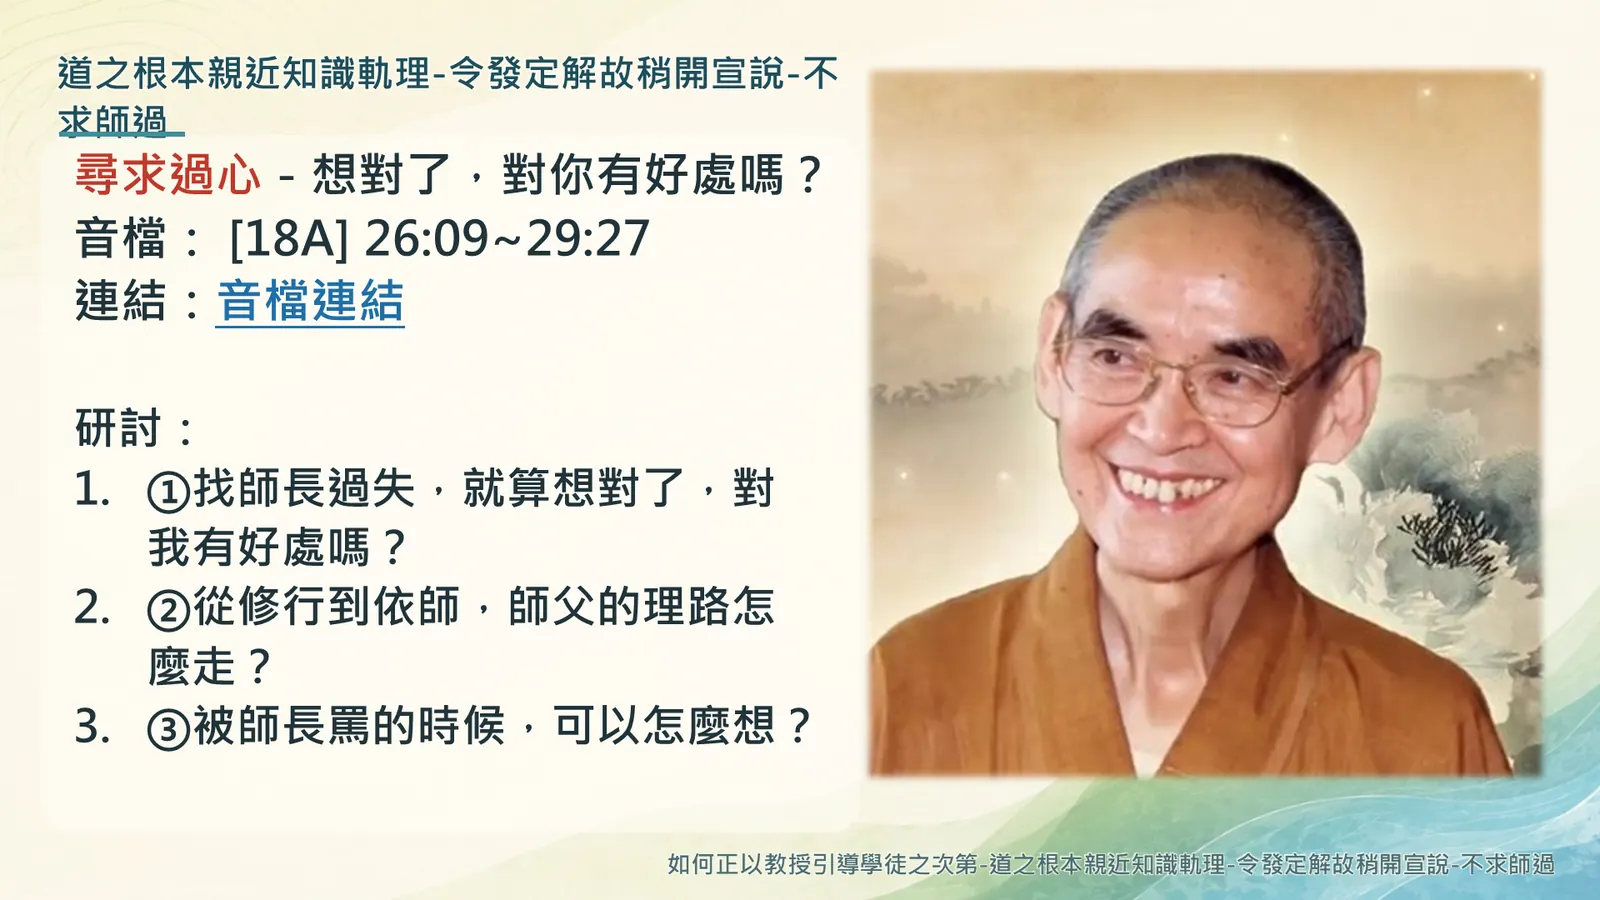 道之根本親近知識軌理-令發定解故稍開宣說-不
求師過
尋求過心 - 想對了，對你有好處嗎？
音檔： [18A] 26:09~29:27
連結：音檔連結
研討：
1. ①找師長過失，就算想對了，對
我有好處嗎？
2. ②從修行到依師，師父的理路怎
麼走？
3. ③被師長罵的時候，可以怎麼想？
如何正以教授引導學徒之次第-道之根本親近知識軌理-令發定解故稍開宣說-不求師過